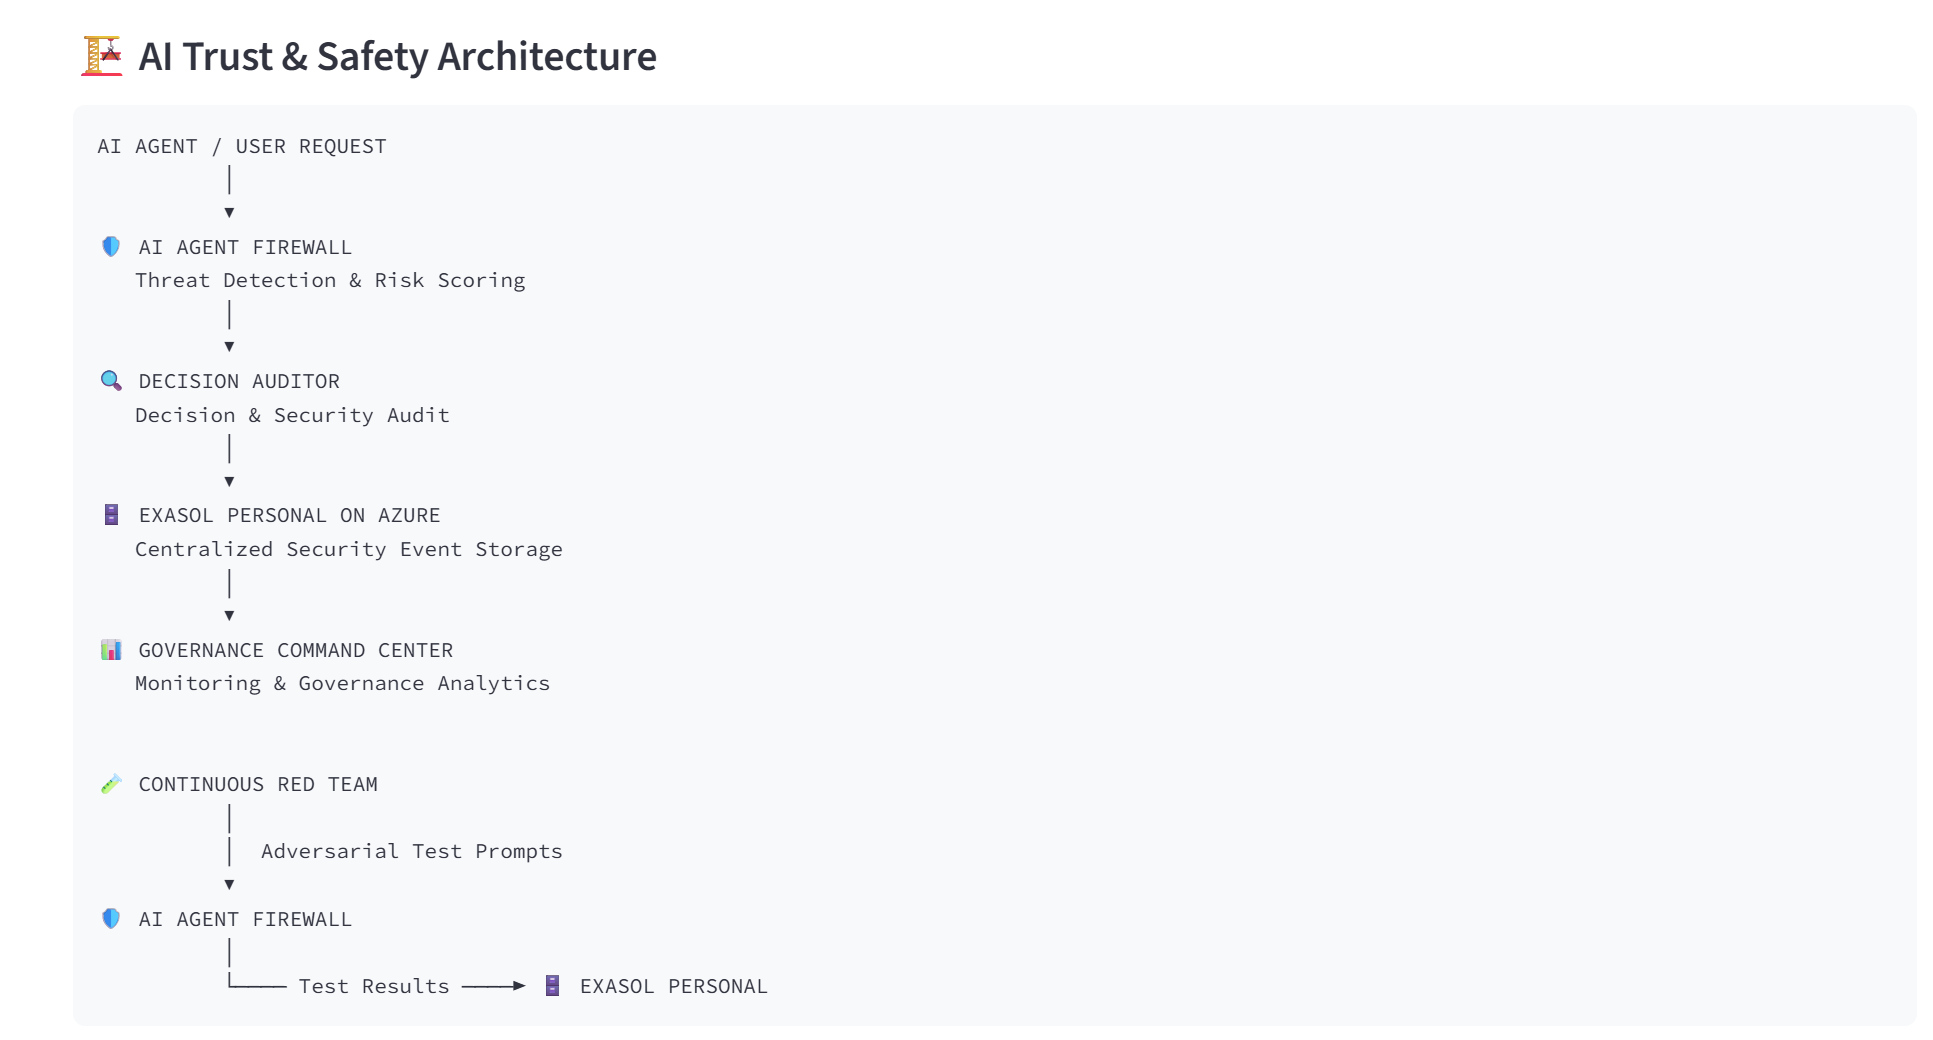 AI Trust & Safety Architecture
AI AGENT / USER REQUEST
AI AGENT FIREWALL
Threat Detection & Risk Scoring
DECISION AUDITOR
Decision & Security Audit
EXASOL PERSONAL ON AZURE
Centralized Security Event Storage
GOVERNANCE COMMAND CENTER
Monitoring & Governance Analytics
CONTINUOUS RED TEAM
Adversarial Test Prompts
AI AGENT FIREWALL
Test Results EXASOL PERSONAL